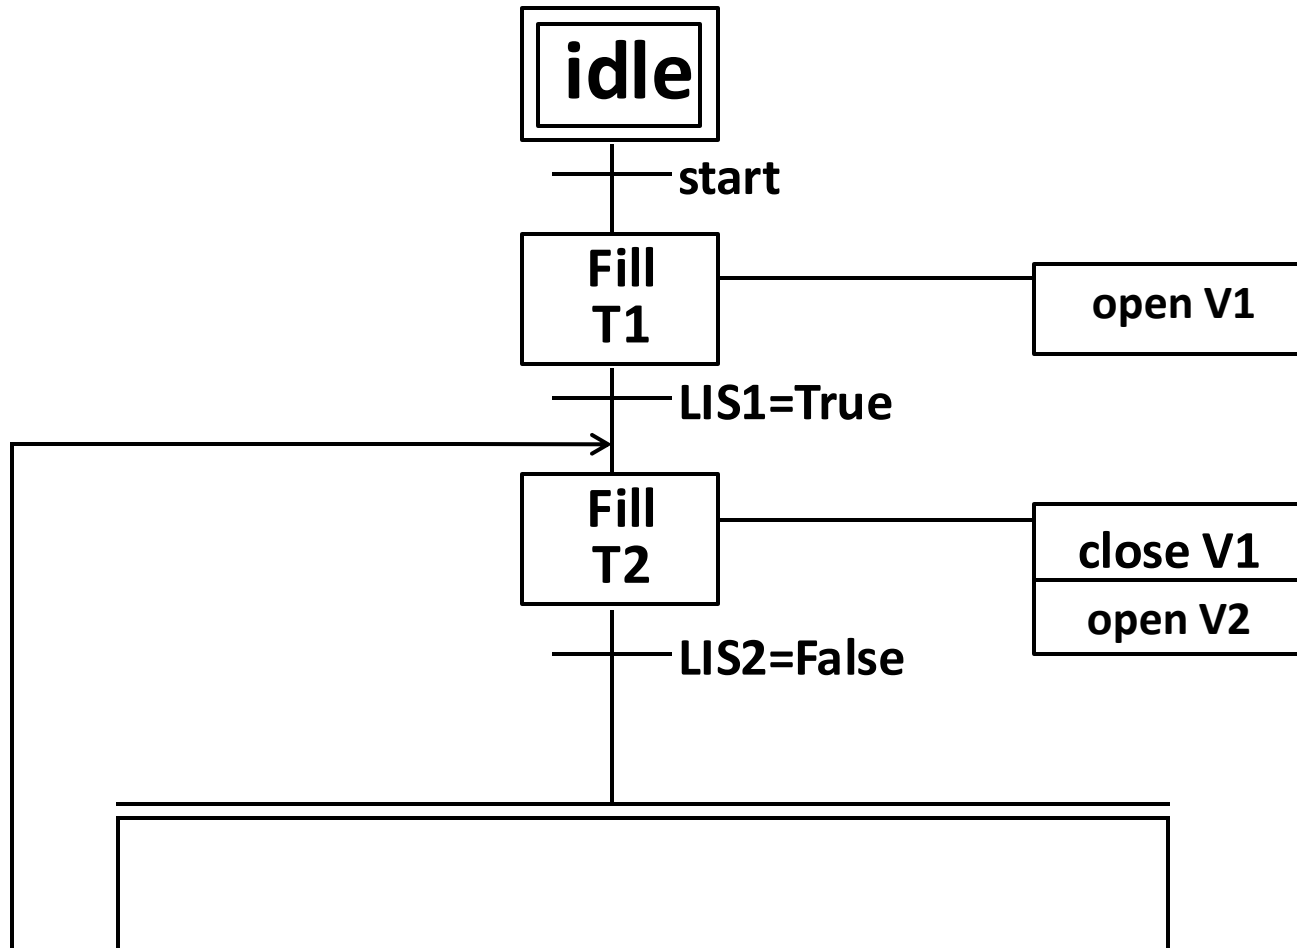 idle
start
Fill
T1
open V1
LIS1=True
Fill
T2
close V1
open V2
LIS2=False